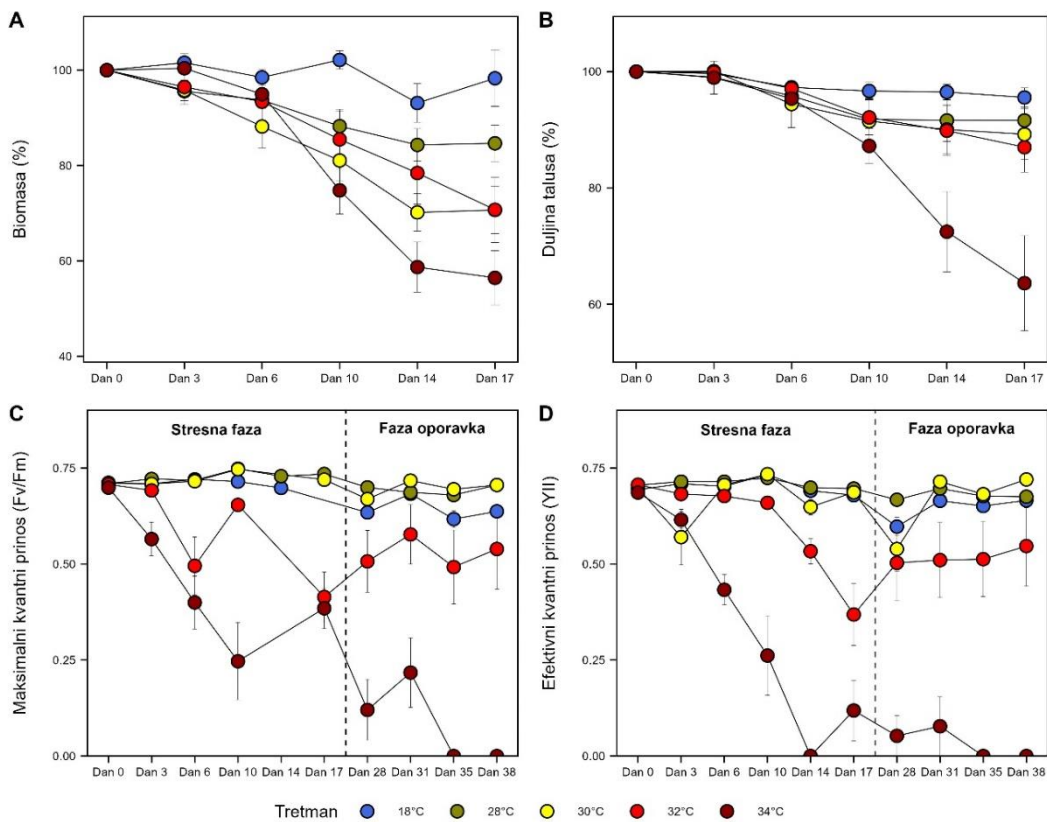 A
Biomasa (%)
100
80
60
40
Dan 0 Dan 3 Dan 6 Dan 10 Dan 14 Dan 17
B
Duljina talusa (%)
100
80
60
Dan 0 Dan 3 Dan 6 Dan 10 Dan 14 Dan 17
C
Maksimalni kvantni prinos (Fv/Fm)
Stresna faza Faza oporavka
0.75
0.50
0.25
0.00
Dan 0 Dan 3 Dan 6 Dan 10 Dan 14 Dan 17 Dan 28 Dan 31 Dan 35 Dan 38
D
Efektivni kvantni prinos (YII)
Stresna faza Faza oporavka
0.75
0.50
0.25
0.00
Dan 0 Dan 3 Dan 6 Dan 10 Dan 14 Dan 17 Dan 28 Dan 31 Dan 35 Dan 38
Tretman 18°C 28°C 30°C 32°C 34°C